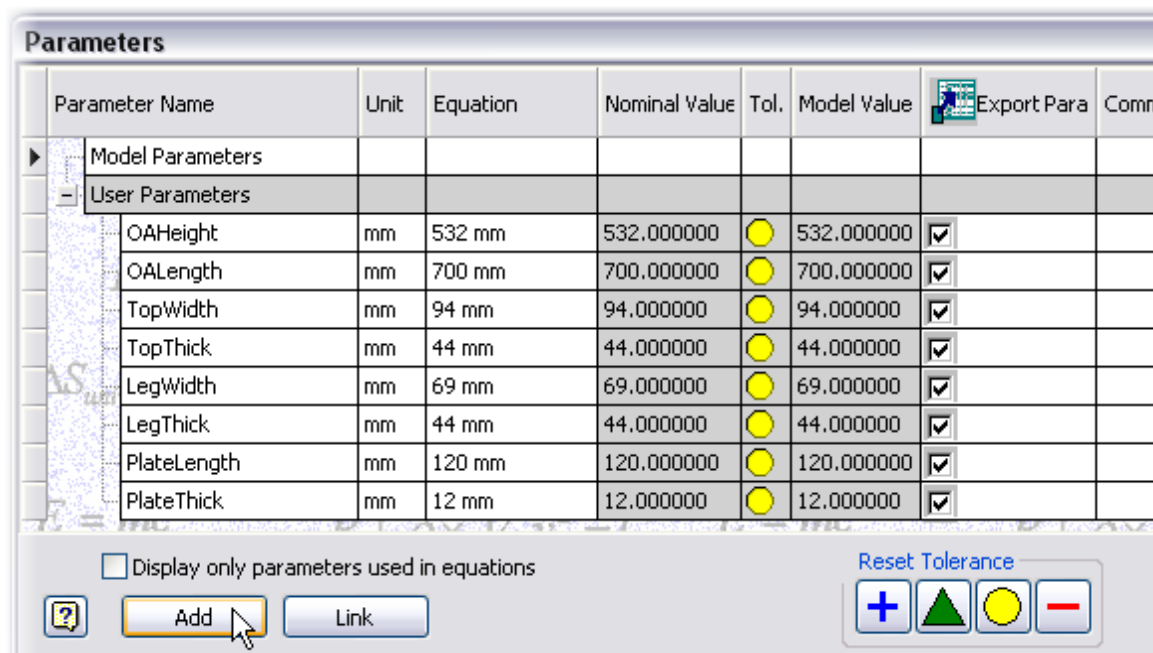 Parameters
Parameter Name Unit Equation Nominal Value Tol. Model Value Export Para Comm
Model Parameters
User Parameters
OAHeight mm 532 mm 532.000000 532.000000
OALength mm 700 mm 700.000000 700.000000
TopWidth mm 94 mm 94.000000 94.000000
TopThick mm 44 mm 44.000000 44.000000
LegWidth mm 69 mm 69.000000 69.000000
LegThick mm 44 mm 44.000000 44.000000
PlateLength mm 120 mm 120.000000 120.000000
PlateThick mm 12 mm 12.000000 12.000000
Display only parameters used in equations
Reset Tolerance
Add Link